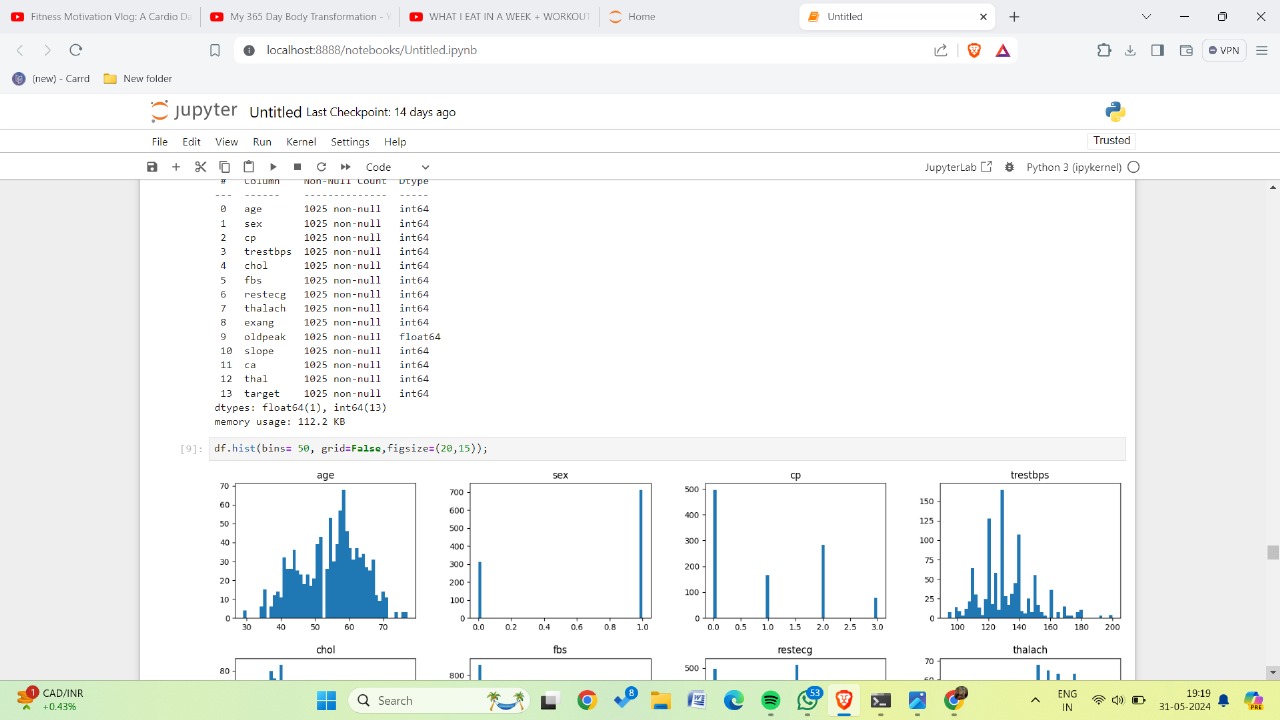 Fitness Motivation Vlog: A Cardio Da
My 365 Day Body Transformation - Y
WHAT I EAT IN A WEEK + WORKOUT
Home
Untitled
localhost:8888/notebooks/Untitled.ipynb
VPN
(new) - Carrd
New folder
jupyter Untitled Last Checkpoint: 14 days ago
File Edit View Run Kernel Settings Help
Trusted
Code
JupyterLab
Python 3 (ipykernel)
# Column Non-Null Count Dtype
--- ------ -------------- -----
0 age 1025 non-null int64
1 sex 1025 non-null int64
2 cp 1025 non-null int64
3 trestbps 1025 non-null int64
4 chol 1025 non-null int64
5 fbs 1025 non-null int64
6 restecg 1025 non-null int64
7 thalach 1025 non-null int64
8 exang 1025 non-null int64
9 oldpeak 1025 non-null float64
10 slope 1025 non-null int64
11 ca 1025 non-null int64
12 thal 1025 non-null int64
13 target 1025 non-null int64
dtypes: float64(1), int64(13)
memory usage: 112.2 KB
[9]: df.hist(bins= 50, grid=False,figsize=(20,15));
age
70
60
50
40
30
20
10
0
30 40 50 60 70
sex
700
600
500
400
300
200
100
0
0.0 0.2 0.4 0.6 0.8 1.0
cp
500
400
300
200
100
0
0.0 0.5 1.0 1.5 2.0 2.5 3.0
trestbps
150
125
100
75
50
25
0
100 120 140 160 180 200
chol
80
fbs
800
restecg
500
thalach
70
60
1
CAD/INR
+0.43%
Search
8
53
ENG
IN
19:19
31-05-2024
PRE